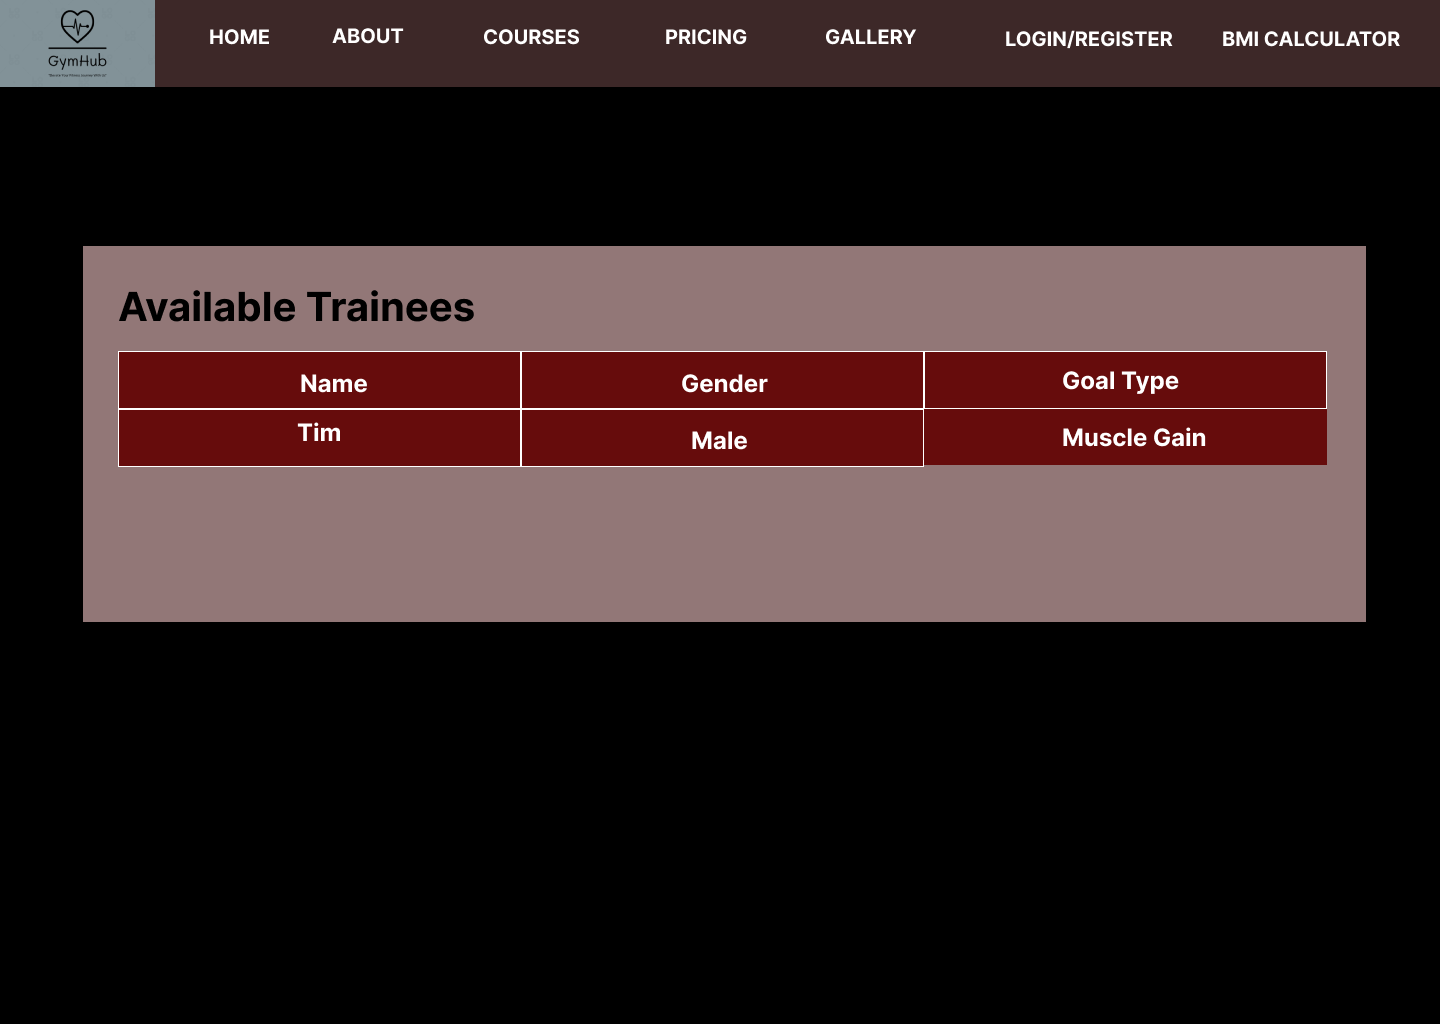 GymHub
HOME ABOUT COURSES PRICING GALLERY LOGIN/REGISTER BMI CALCULATOR
Available Trainees
Name Gender Goal Type
Tim Male Muscle Gain